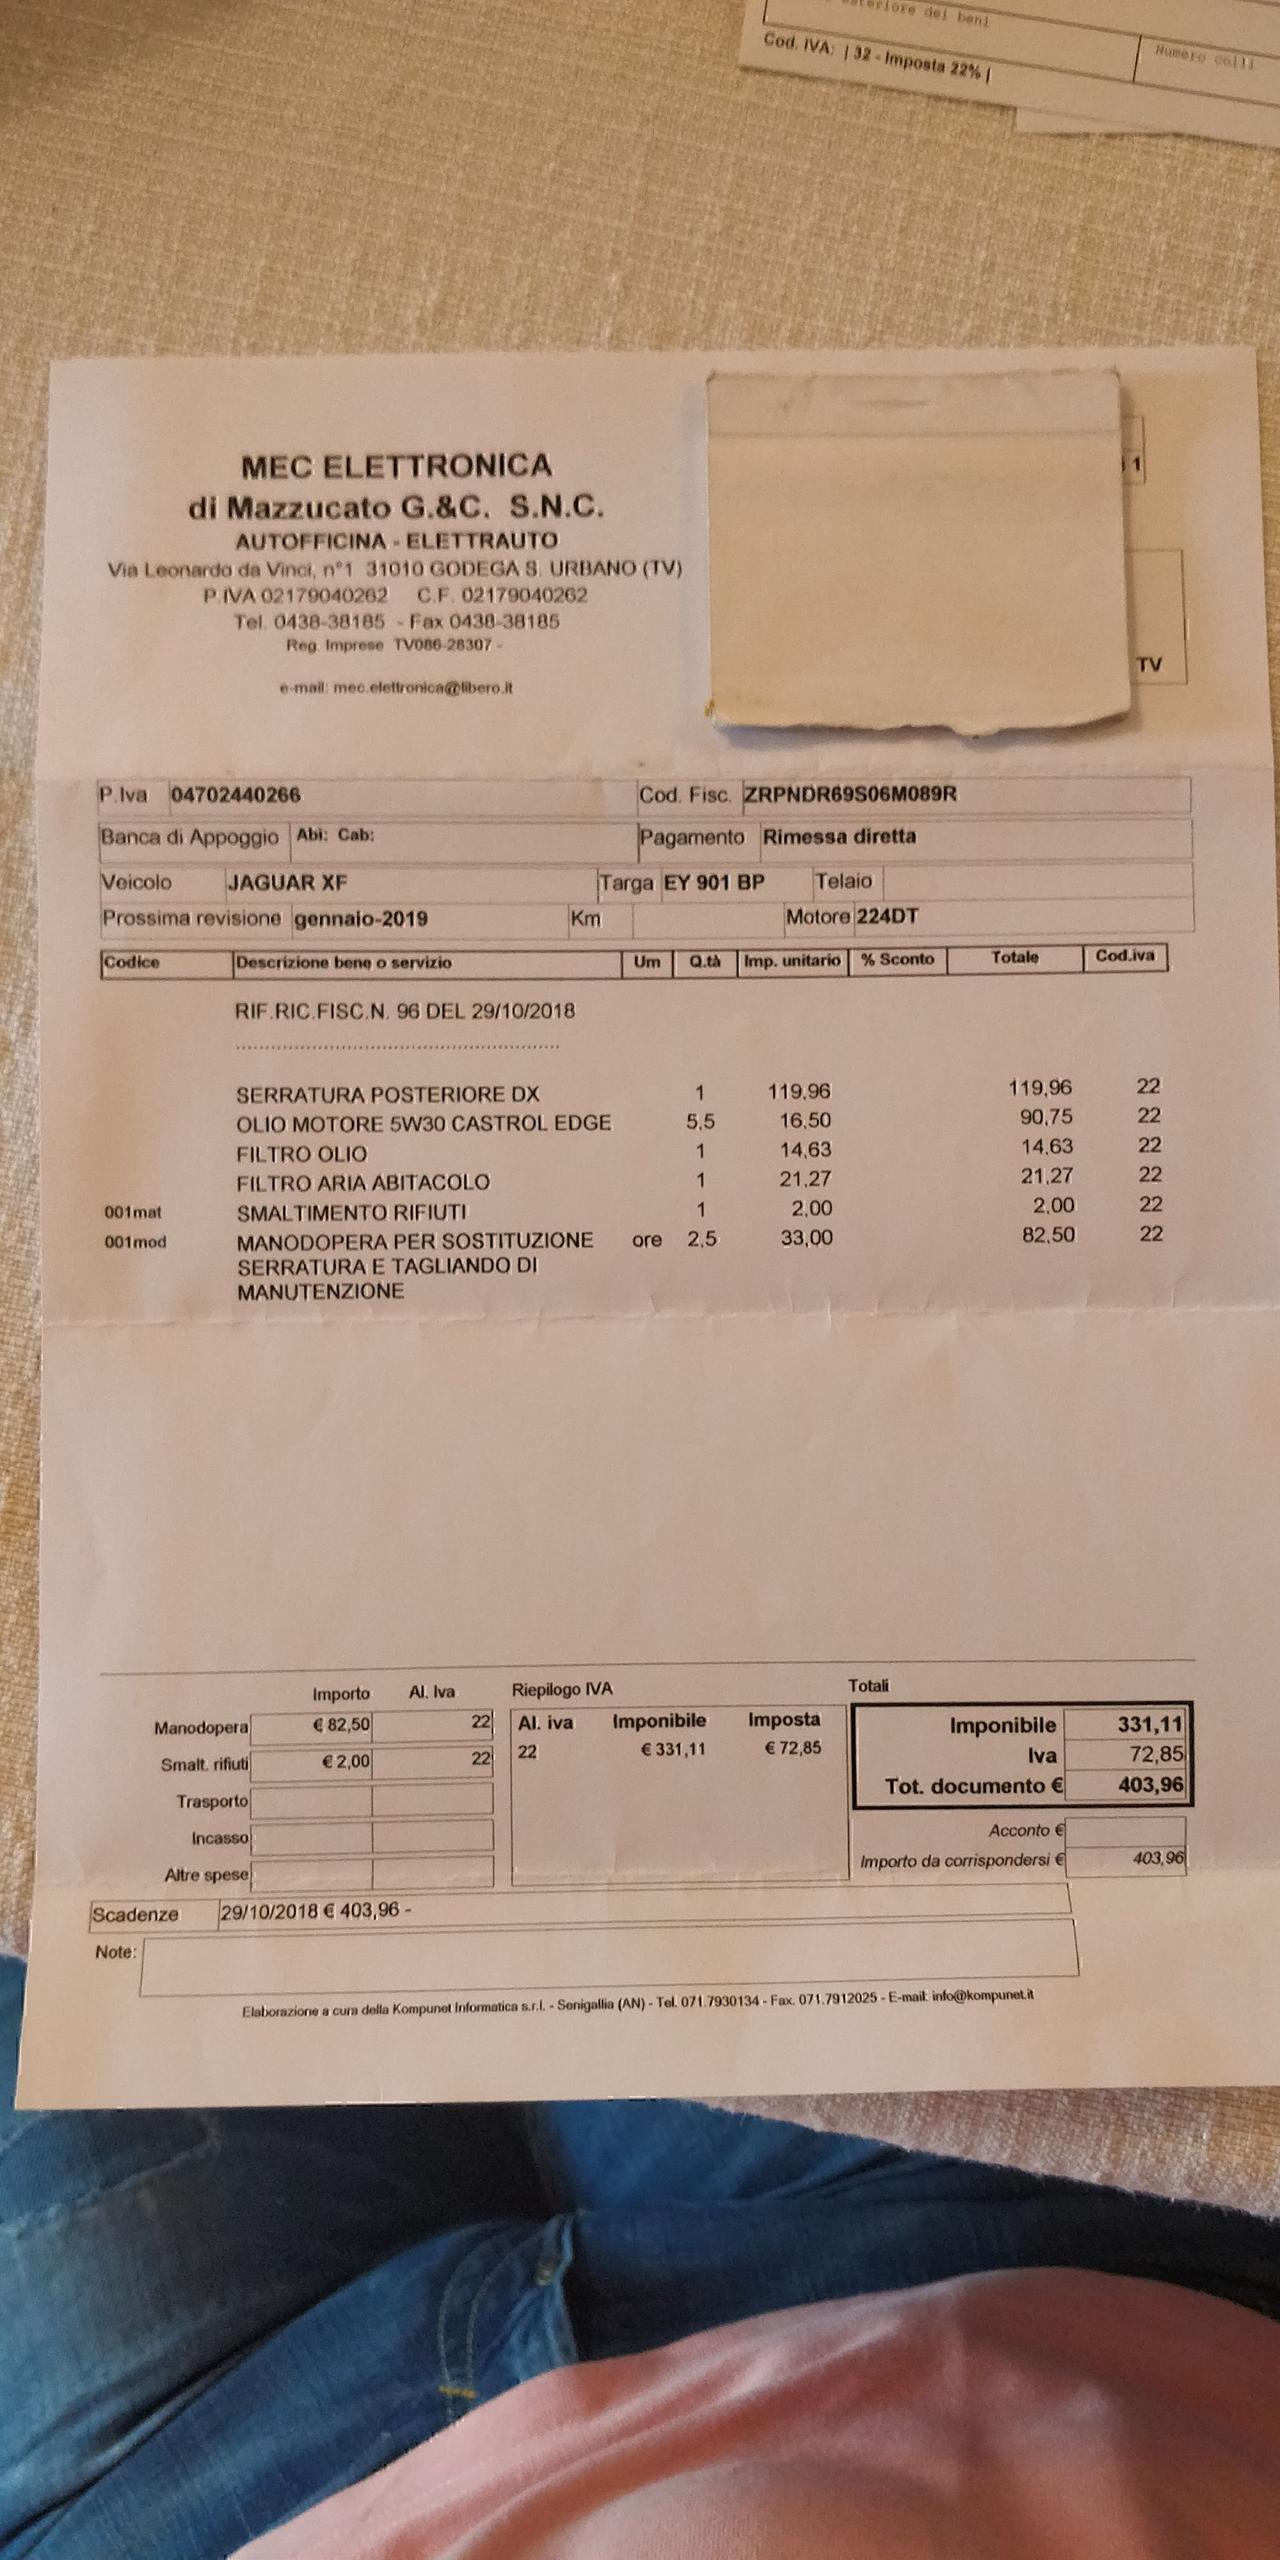 esteriore dei beni
Numero colli
Cod. IVA: | 32 - Imposta 22% |
MEC ELETTRONICA
di Mazzucato G.&C. S.N.C.
AUTOFFICINA - ELETTRAUTO
Via Leonardo da Vinci, n°1 31010 GODEGA S. URBANO (TV)
P.IVA 02179040262 C.F. 02179040262
Tel. 0438-38185 - Fax 0438-38185
Reg. Imprese TV086-26307 -
e-mail: mec.elettronica@libero.it
1
TV
P.Iva 04702440266 Cod. Fisc. ZRPNDR69S06M089R
Banca di Appoggio Abi: Cab: Pagamento Rimessa diretta
Veicolo JAGUAR XF Targa EY 901 BP Telaio
Prossima revisione gennaio-2019 Km Motore 224DT
Codice Descrizione bene o servizio Um Q.tà Imp. unitario % Sconto Totale Cod.iva
RIF.RIC.FISC.N. 96 DEL 29/10/2018
......................................................
SERRATURA POSTERIORE DX 1 119,96 119,96 22
OLIO MOTORE 5W30 CASTROL EDGE 5,5 16,50 90,75 22
FILTRO OLIO 1 14,63 14,63 22
FILTRO ARIA ABITACOLO 1 21,27 21,27 22
001mat SMALTIMENTO RIFIUTI 1 2,00 2,00 22
001mod MANODOPERA PER SOSTITUZIONE ore 2,5 33,00 82,50 22
SERRATURA E TAGLIANDO DI
MANUTENZIONE
Importo Al. Iva Riepilogo IVA Totali
Manodopera € 82,50 22 Al. iva Imponibile Imposta Imponibile 331,11
Smalt. rifiuti € 2,00 22 22 € 331,11 € 72,85 Iva 72,85
Trasporto Tot. documento € 403,96
Incasso Acconto €
Altre spese Importo da corrispondersi € 403,96
Scadenze 29/10/2018 € 403,96 -
Note:
Elaborazione a cura della Kompunet Informatica s.r.l. - Senigallia (AN) - Tel. 071.7930134 - Fax. 071.7912025 - E-mail: info@kompunet.it